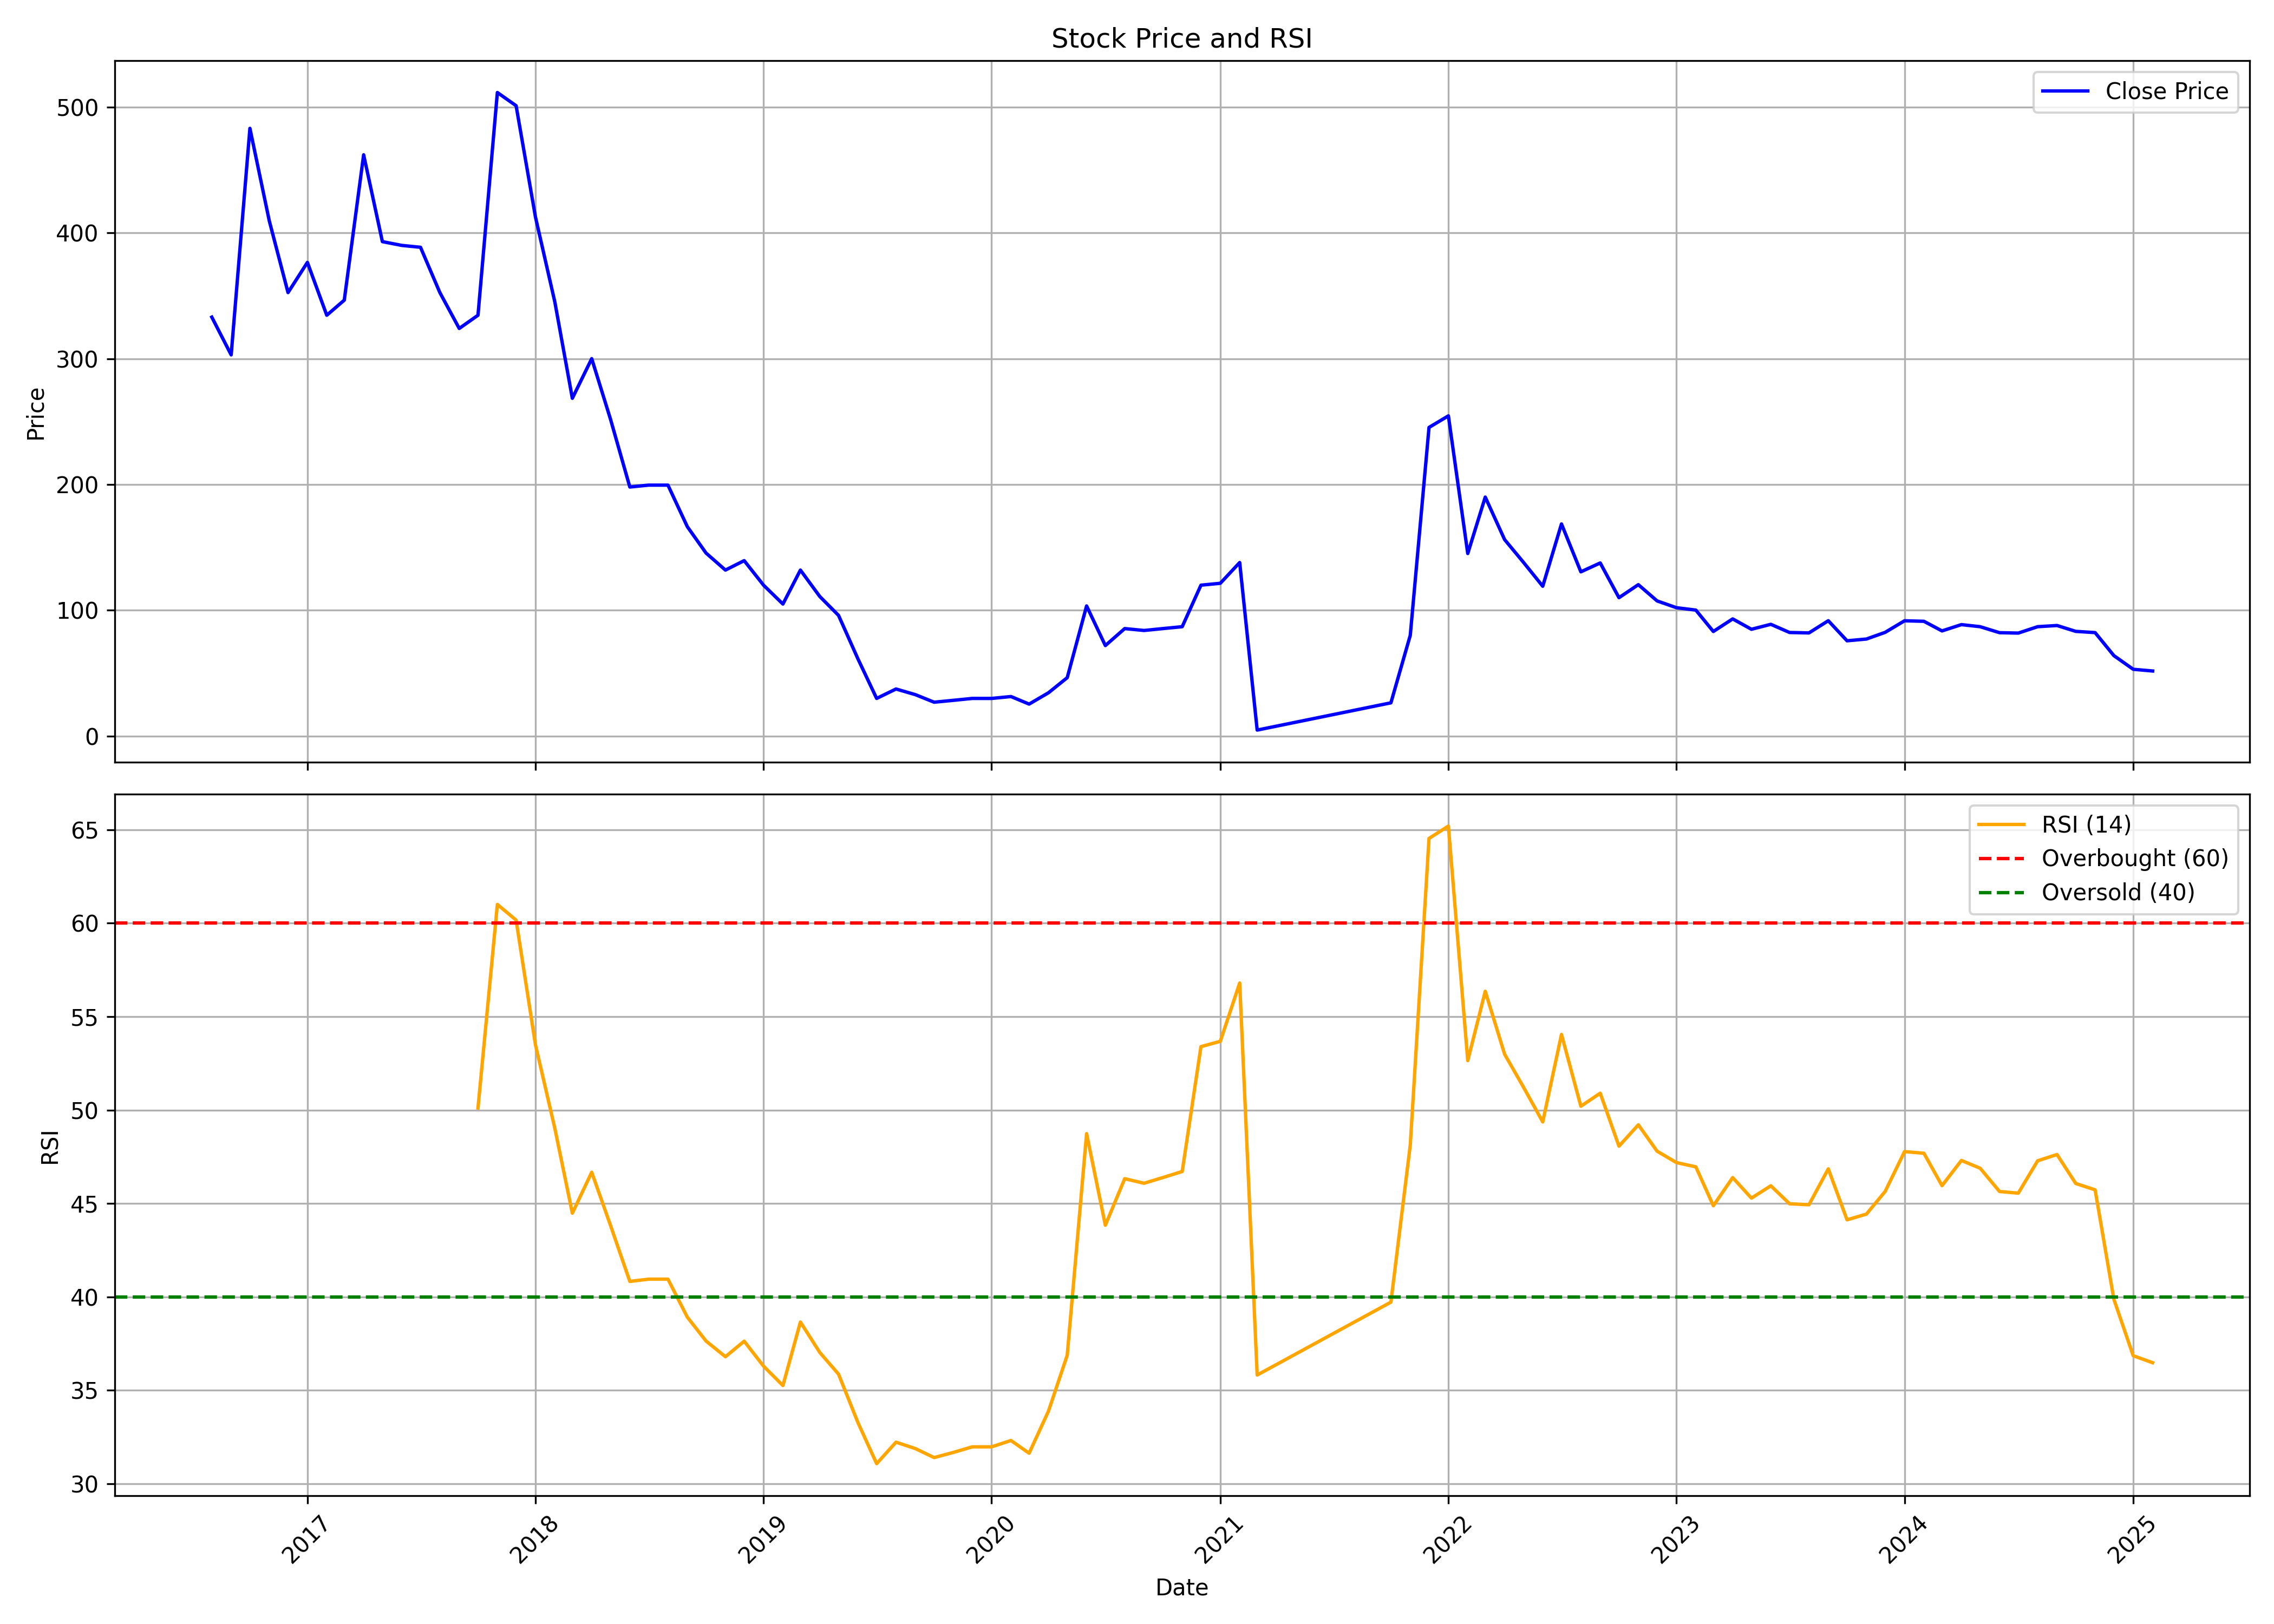 Stock Price and RSI
Close Price
500
400
300
200
100
0
Price
RSI (14)
Overbought (60)
Oversold (40)
65
60
55
50
45
40
35
30
RSI
2017
2018
2019
2020
2021
2022
2023
2024
2025
Date